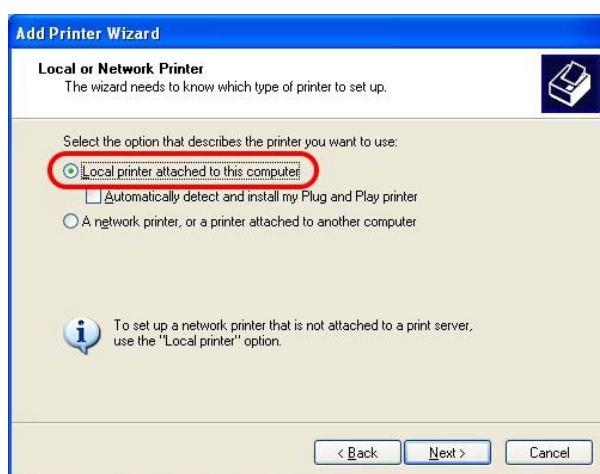 Add Printer Wizard
Local or Network Printer
The wizard needs to know which type of printer to set up.
Select the option that describes the printer you want to use:
Local printer attached to this computer
Automatically detect and install my Plug and Play printer
A network printer, or a printer attached to another computer
To set up a network printer that is not attached to a print server,
use the "Local printer" option.
< Back Next > Cancel